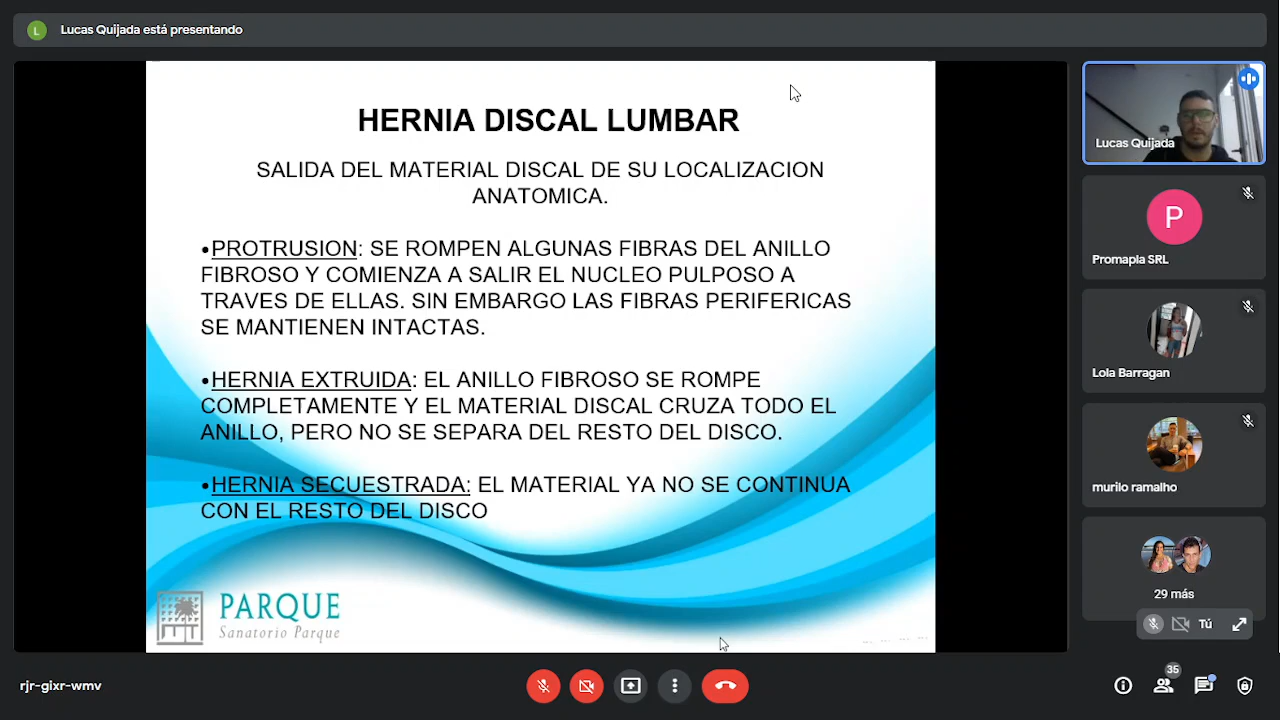 Lucas Quijada está presentando
L
HERNIA DISCAL LUMBAR
SALIDA DEL MATERIAL DISCAL DE SU LOCALIZACION
ANATOMICA.
•PROTRUSION: SE ROMPEN ALGUNAS FIBRAS DEL ANILLO
FIBROSO Y COMIENZA A SALIR EL NUCLEO PULPOSO A
TRAVES DE ELLAS. SIN EMBARGO LAS FIBRAS PERIFERICAS
SE MANTIENEN INTACTAS.
•HERNIA EXTRUIDA: EL ANILLO FIBROSO SE ROMPE
COMPLETAMENTE Y EL MATERIAL DISCAL CRUZA TODO EL
ANILLO, PERO NO SE SEPARA DEL RESTO DEL DISCO.
•HERNIA SECUESTRADA: EL MATERIAL YA NO SE CONTINUA
CON EL RESTO DEL DISCO
PARQUE
Sanatorio Parque
Lucas Quijada
P
Promapla SRL
Lola Barragan
murilo ramalho
29 más
Tú
rjr-gixr-wmv
35